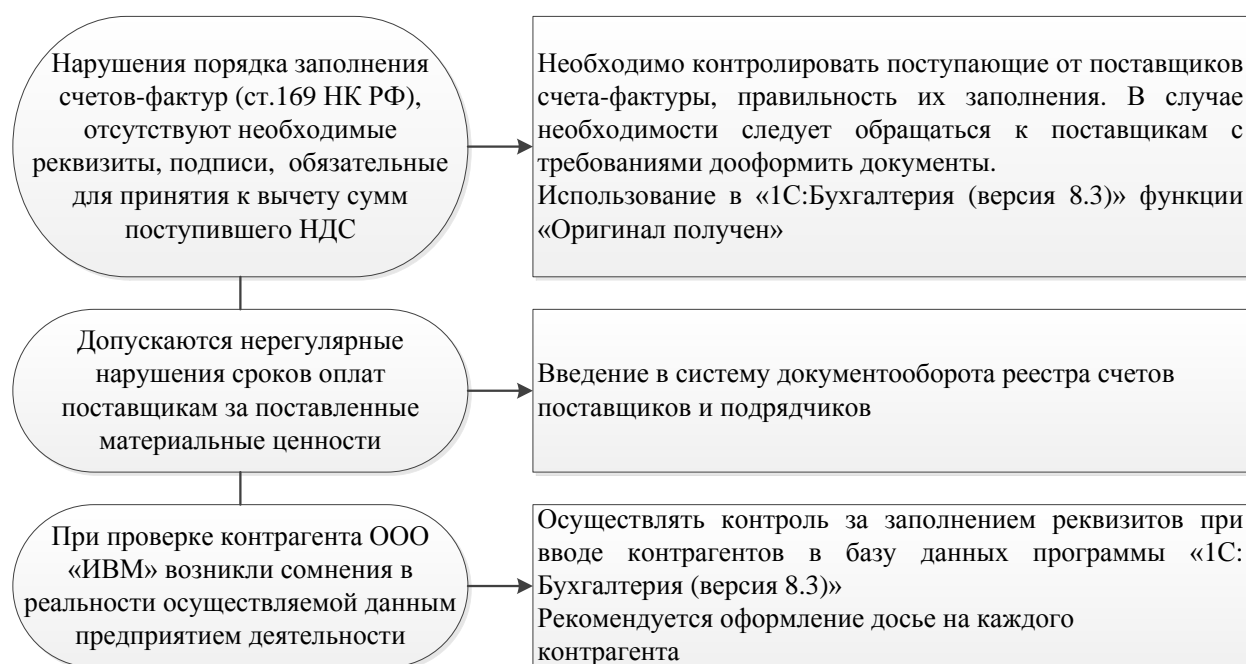 Нарушения порядка заполнения
счетов-фактур (ст.169 НК РФ),
отсутствуют необходимые
реквизиты, подписи, обязательные
для принятия к вычету сумм
поступившего НДС
Необходимо контролировать поступающие от поставщиков
счета-фактуры, правильность их заполнения. В случае
необходимости следует обращаться к поставщикам с
требованиями дооформить документы.
Использование в «1С:Бухгалтерия (версия 8.3)» функции
«Оригинал получен»
Допускаются нерегулярные
нарушения сроков оплат
поставщикам за поставленные
материальные ценности
Введение в систему документооборота реестра счетов
поставщиков и подрядчиков
При проверке контрагента ООО
«ИВМ» возникли сомнения в
реальности осуществляемой данным
предприятием деятельности
Осуществлять контроль за заполнением реквизитов при
вводе контрагентов в базу данных программы «1С:
Бухгалтерия (версия 8.3)»
Рекомендуется оформление досье на каждого
контрагента